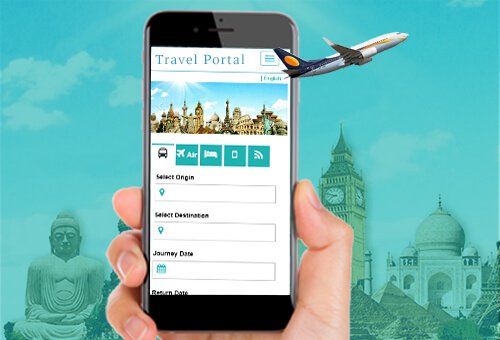 Travel Portal
| English
Air
Select Origin
Select Destination
Journey Date
Return Date